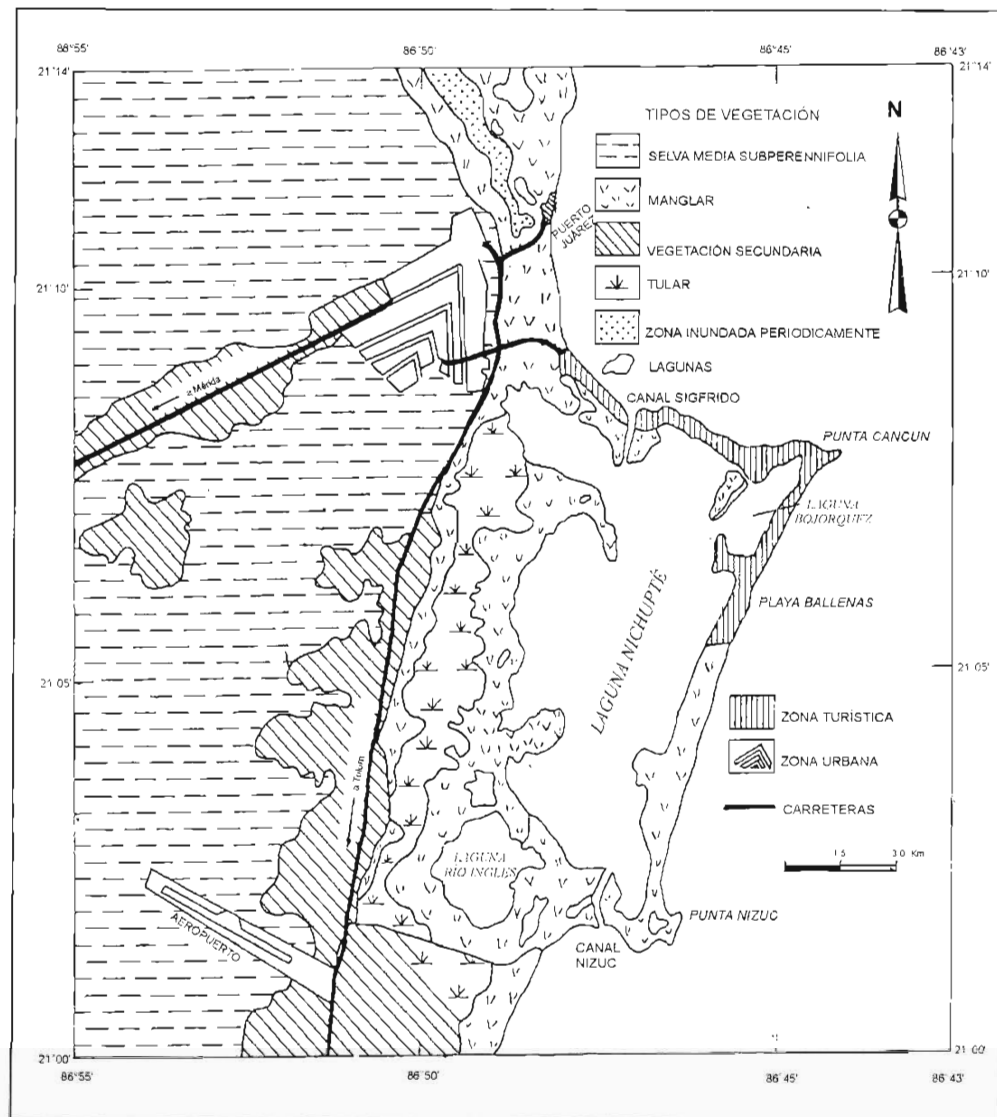 88°55'
86°50'
86°45'
86°43'
21°14'
21°14'
TIPOS DE VEGETACIÓN
N
SELVA MEDIA SUBPERENNIFOLIA
MANGLAR
PUERTO
JUÁREZ
VEGETACIÓN SECUNDARIA
21°10'
21°10'
TULAR
ZONA INUNDADA PERIODICAMENTE
LAGUNAS
a Mérida
CANAL SIGFRIDO
PUNTA CANCUN
LAGUNA
BOJORQUEZ
PLAYA BALLENAS
LAGUNA NICHUPTÉ
21°05'
21°05'
ZONA TURÍSTICA
ZONA URBANA
a Tulum
CARRETERAS
1.5
3.0 Km
LAGUNA
RÍO INGLES
AEROPUERTO
PUNTA NIZUC
CANAL
NIZUC
21°00'
21°00'
86°55'
86°50'
86°45'
86°43'